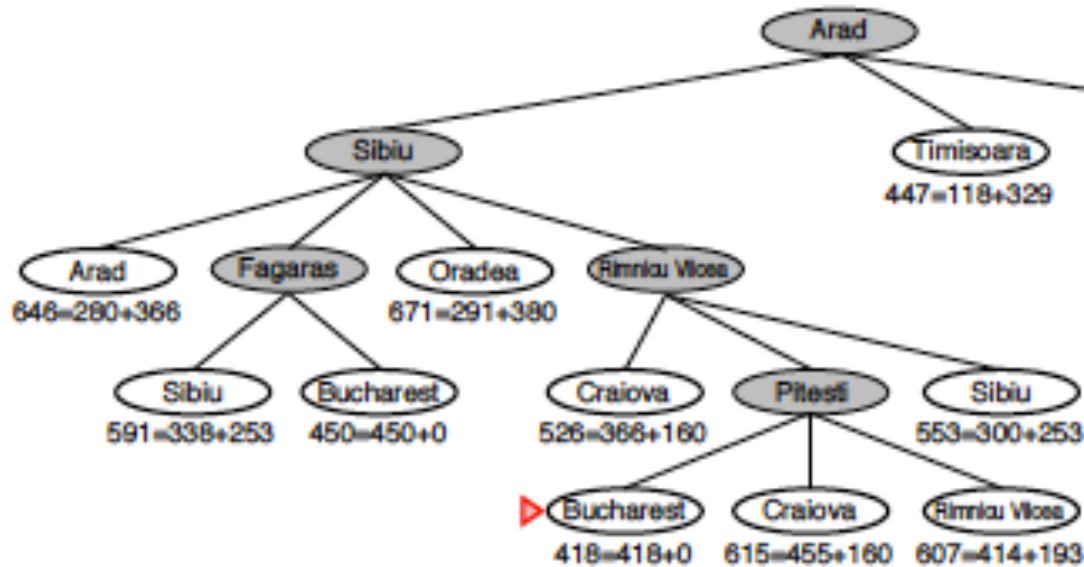 Arad
Sibiu
Timisoara
447=118+329
Arad
Fagaras
Oradea
Rimnicu Vilcea
646=280+366
671=291+380
Sibiu
Bucharest
Craiova
Pitesti
Sibiu
591=338+253
450=450+0
526=366+160
553=300+253
Bucharest
Craiova
Rimnicu Vilcea
418=418+0
615=455+160
607=414+193